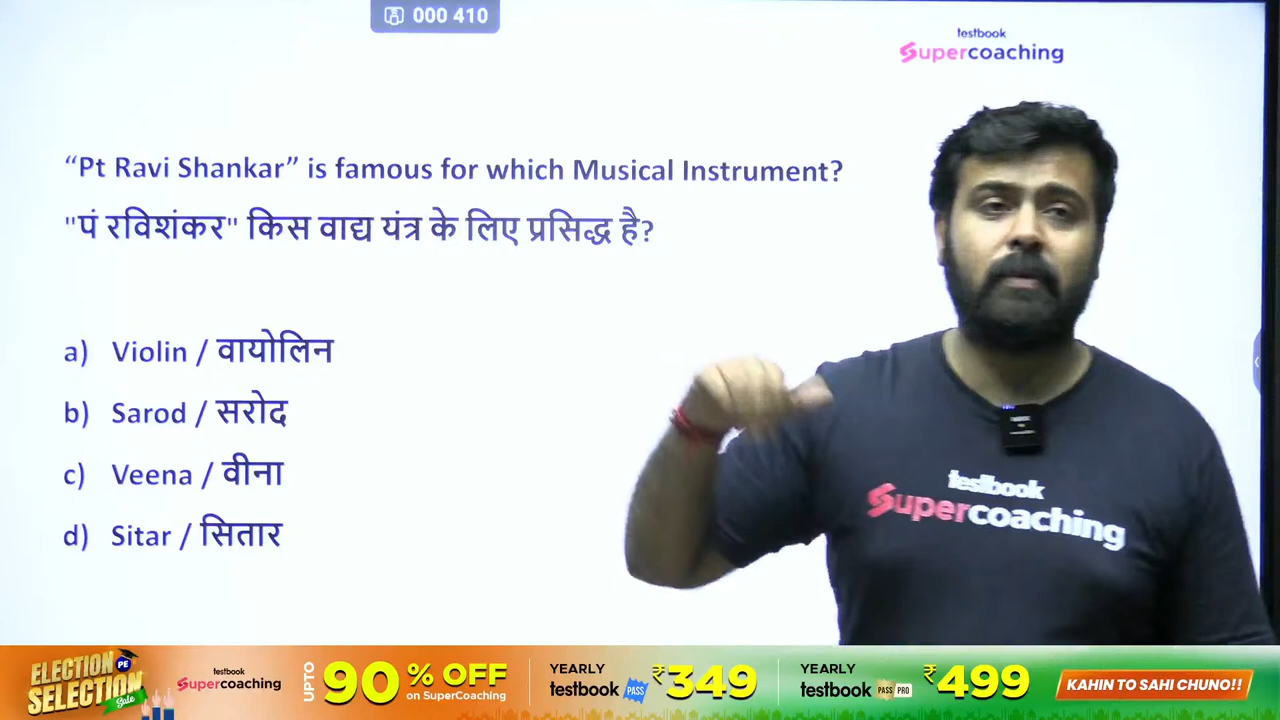 000 410
testbook
Supercoaching
“Pt Ravi Shankar” is famous for which Musical Instrument?
"पं रविशंकर" किस वाद्य यंत्र के लिए प्रसिद्ध है?
a) Violin / वायोलिन
b) Sarod / सरोद
c) Veena / वीना
d) Sitar / सितार
testbook
Supercoaching
ELECTION PE
SELECTION
Sale
testbook
Supercoaching
UPTO 90% OFF
on SuperCoaching
YEARLY
testbook PASS
₹349
YEARLY
testbook PASS PRO
₹499
KAHIN TO SAHI CHUNO!!